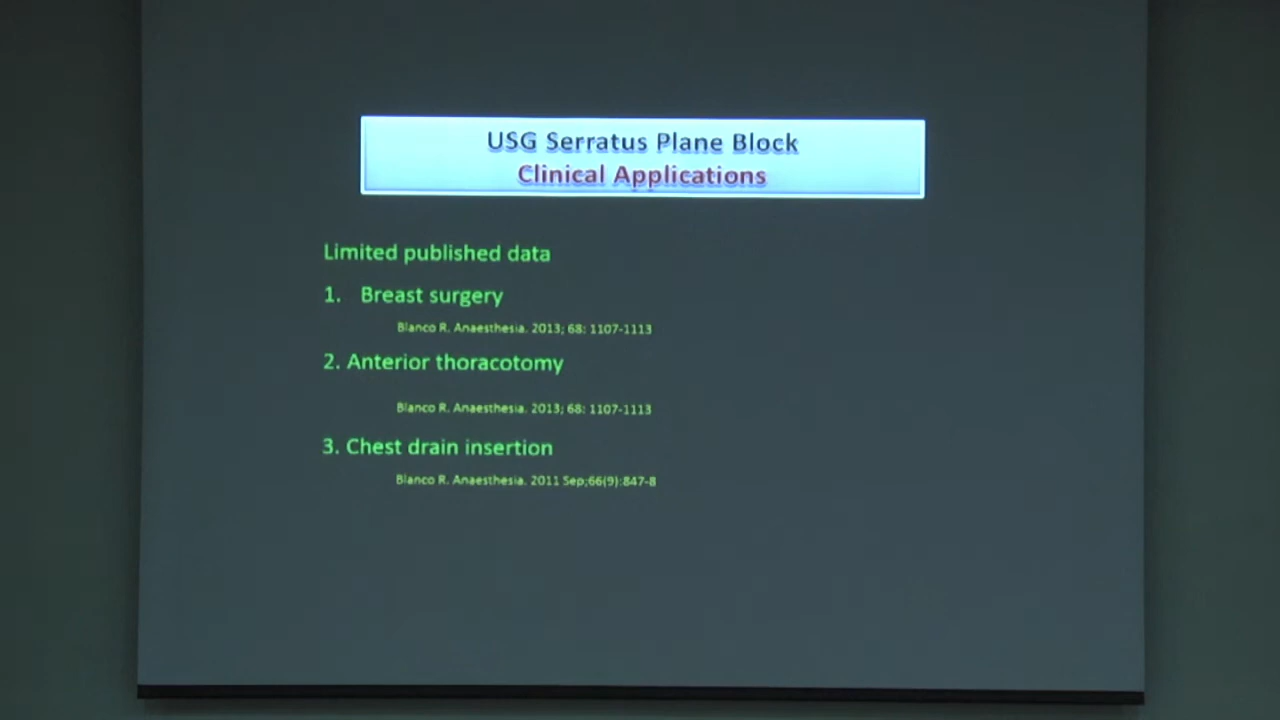 USG Serratus Plane Block
Clinical Applications
Limited published data
1. Breast surgery
Blanco R. Anaesthesia. 2013; 68: 1107-1113
2. Anterior thoracotomy
Blanco R. Anaesthesia. 2013; 68: 1107-1113
3. Chest drain insertion
Blanco R. Anaesthesia. 2011 Sep;66(9):847-8